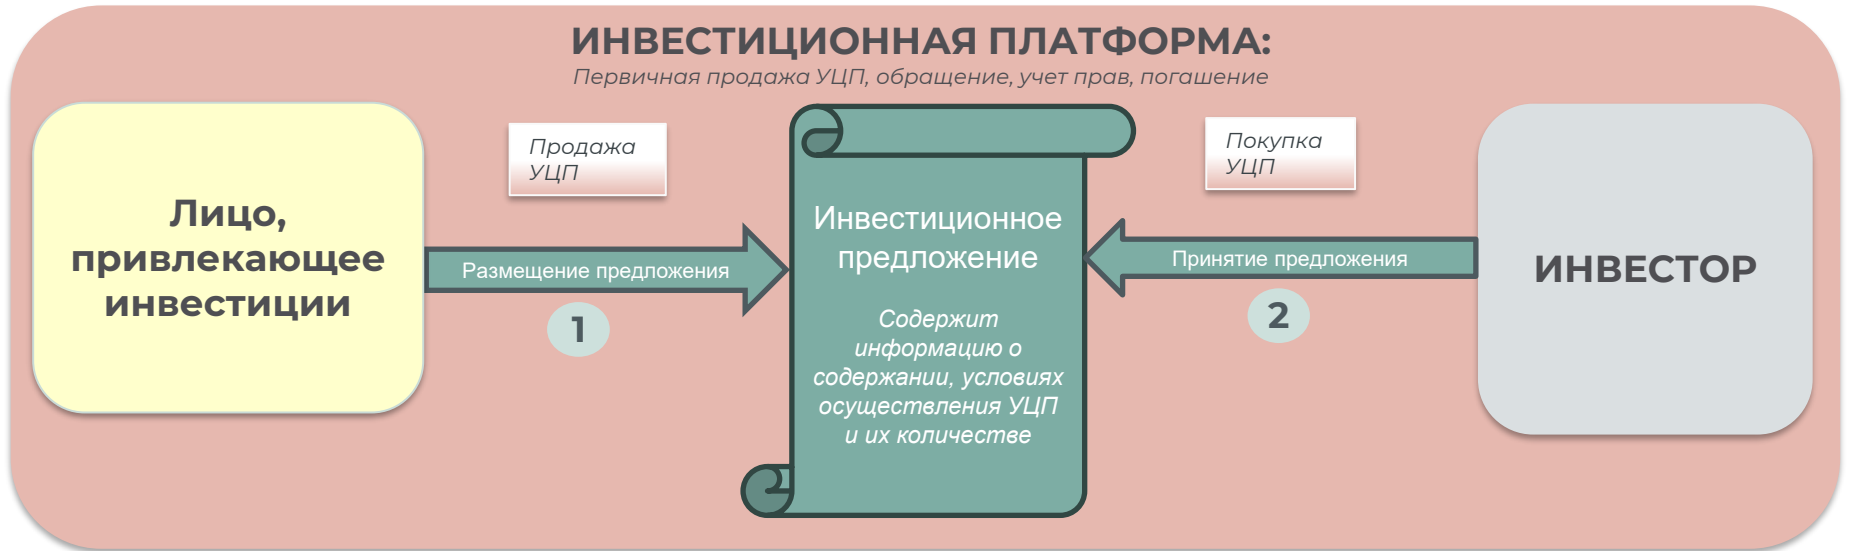 ИНВЕСТИЦИОННАЯ ПЛАТФОРМА:
Первичная продажа УЦП, обращение, учет прав, погашение
Лицо,
привлекающее
инвестиции
Продажа
УЦП
Размещение предложения
1
Инвестиционное
предложение
Содержит
информацию о
содержании, условиях
осуществления УЦП
и их количестве
Покупка
УЦП
Принятие предложения
2
ИНВЕСТОР